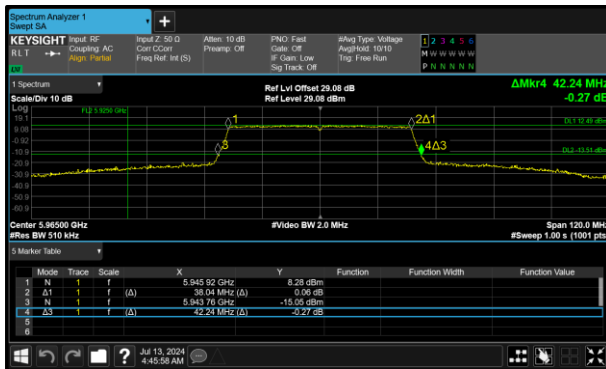 Spectrum Analyzer 1
Swept SA
KEYSIGHT
R L T
Input: RF
Coupling: AC
Align: Partial
Input Z: 50 Ω
Corr CCorr
Freq Ref: Int (S)
Atten: 10 dB
Preamp: Off
PNO: Fast
Gate: Off
IF Gain: Low
Sig Track: Off
#Avg Type: Voltage
Avg|Hold: 10/10
Trig: Free Run
1 2 3 4 5 6
M W W W W W
P N N N N N
1 Spectrum
Scale/Div 10 dB
Ref Lvl Offset 29.08 dB
Ref Level 29.08 dBm
ΔMkr4 42.24 MHz
-0.27 dB
Log
19.1
9.08
-0.92
-10.9
-20.9
-30.9
-40.9
-50.9
-60.9
FL2 5.9250 GHz
1
2Δ1
3
4Δ3
DL1 12.49 dBm
DL2 -13.51 dBm
Center 5.96500 GHz
#Res BW 510 kHz
#Video BW 2.0 MHz
Span 120.0 MHz
#Sweep 1.00 s (1001 pts)
5 Marker Table
Mode Trace Scale X Y Function Function Width Function Value
1 N 1 f 5.945 92 GHz 8.28 dBm
2 Δ1 1 f (Δ) 38.04 MHz (Δ) 0.06 dB
3 N 1 f 5.943 76 GHz -15.05 dBm
4 Δ3 1 f (Δ) 42.24 MHz (Δ) -0.27 dB
5
6
?
Jul 13, 2024
4:45:58 AM